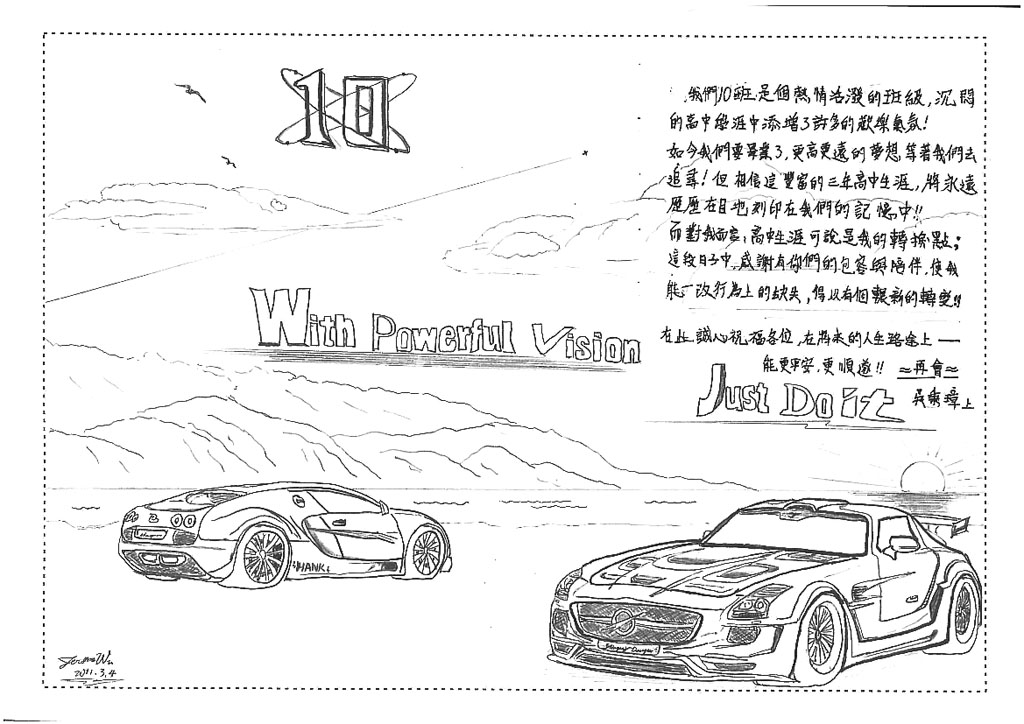 10
我們10班是個熱情活潑的班級,沉悶
的高中生涯中添增了許多的歡樂氣氛!
如今我們要畢業了,更高更遠的夢想等著我們去
追尋!但相信這豐富的三年高中生涯,將永遠
歷歷在目地刻印在我們的記憶中!!
而對我而言,高中生涯可說是我的轉捩點;
這段日子中,感謝有你們的包容與陪伴,使我
能一改行為上的缺失,得以有個嶄新的轉變!!
With Powerful Vision
在此誠心祝福各位,在將來的人生路途上──
能更平安,更順遂!! ≈再會≈
Just Do it
上
HANK
2011.3.4